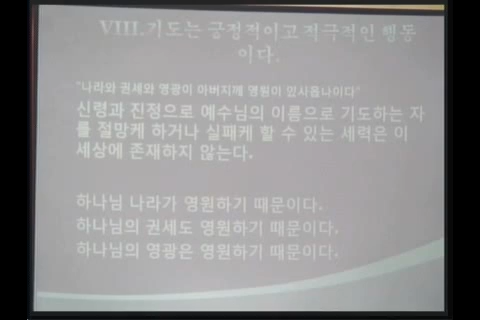 VIII.기도는 긍정적이고 적극적인 행동
이다.
"나라와 권세와 영광이 아버지께 영원이 있사옵나이다"
신령과 진정으로 예수님의 이름으로 기도하는 자
를 절망케 하거나 실패케 할 수 있는 세력은 이
세상에 존재하지 않는다.
하나님 나라가 영원하기 때문이다.
하나님의 권세도 영원하기 때문이다.
하나님의 영광은 영원하기 때문이다.